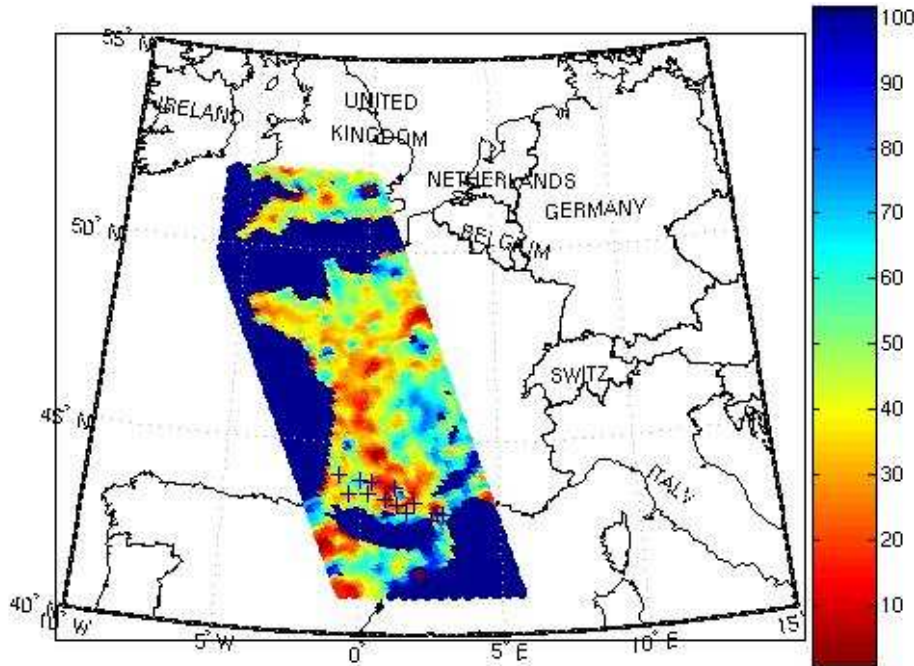 55° N
IRELAND
UNITED
KINGDOM
NETHERLANDS
GERMANY
BELGIUM
50° N
SWITZ
45° N
ITALY
40° N
10° W
5° W
0°
5° E
10° E
15°
100
90
80
70
60
50
40
30
20
10